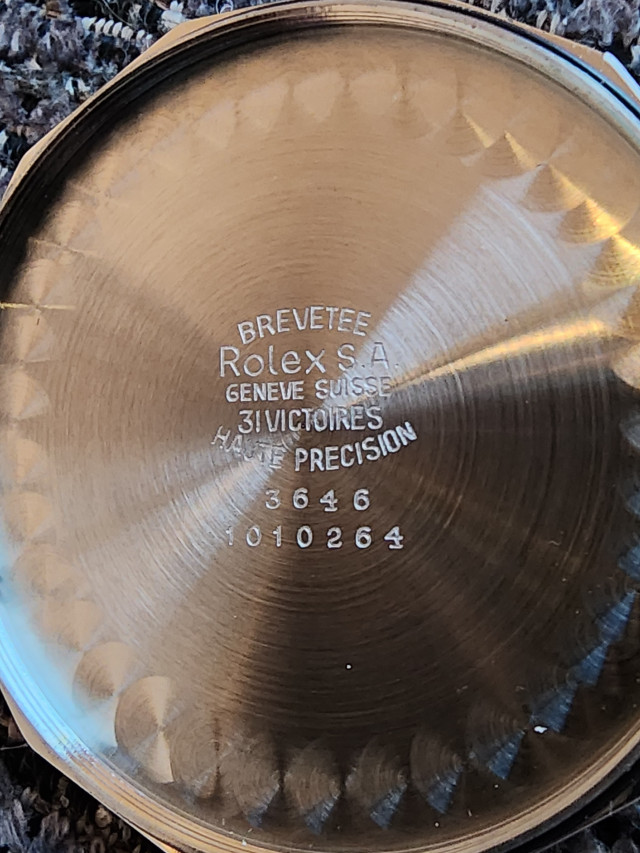 BREVETEE
Rolex S.A.
GENEVE SUISSE
31 VICTOIRES
HAUTE PRECISION
3646
1010264